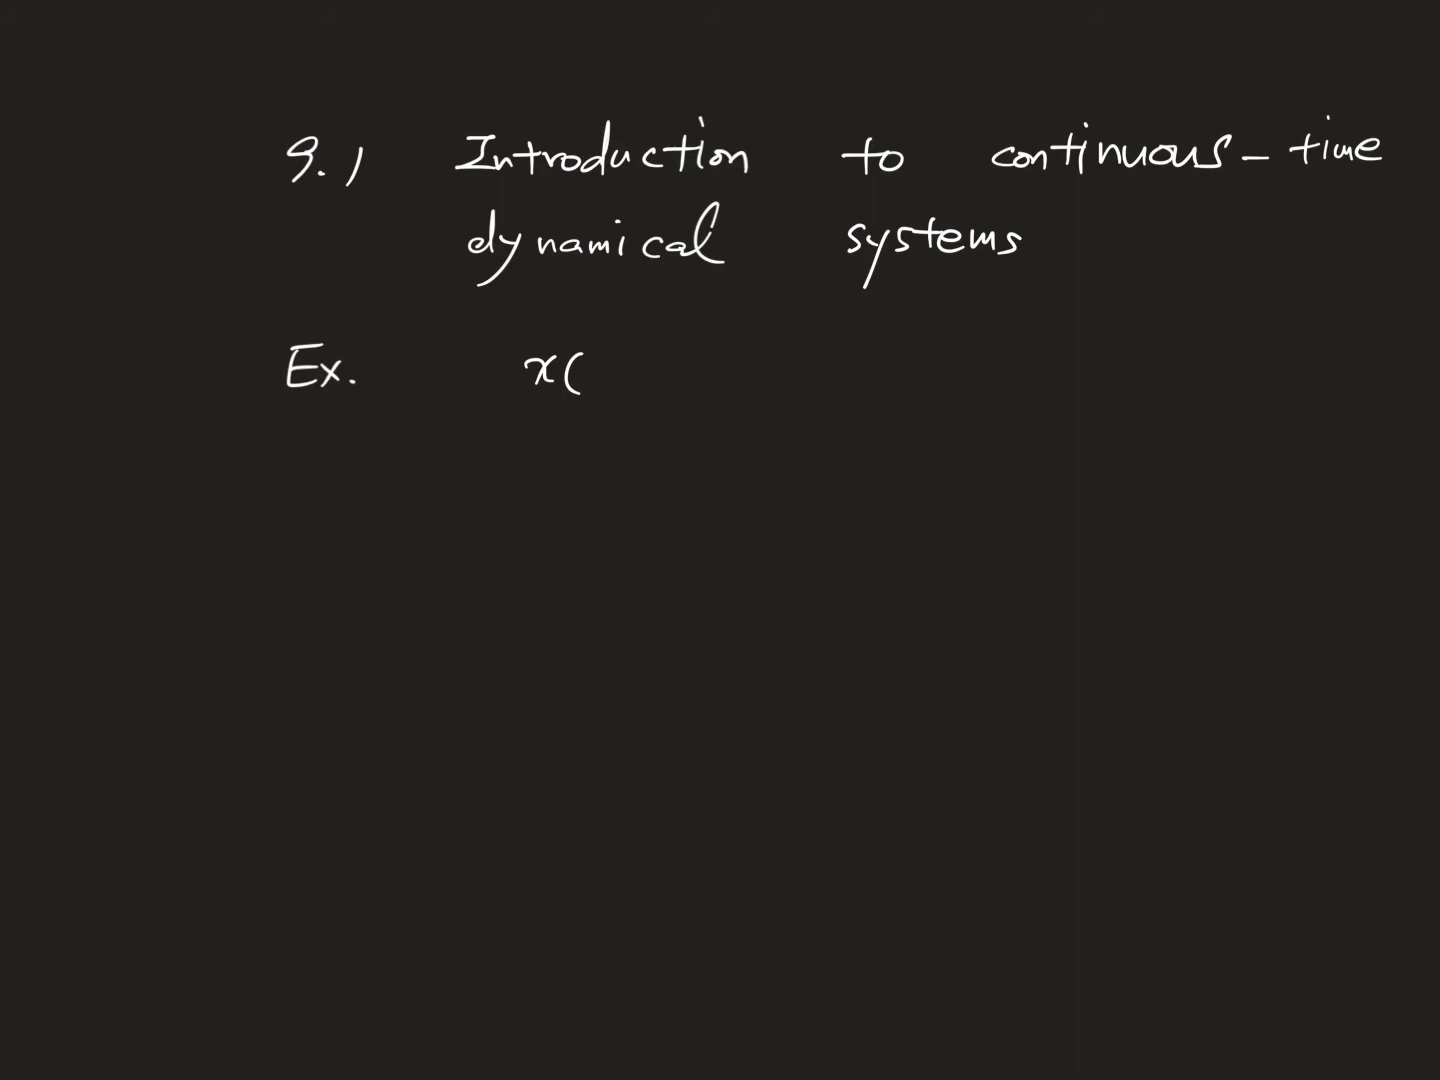 9.1 Introduction to continuous-time
dynamical systems
Ex. x(